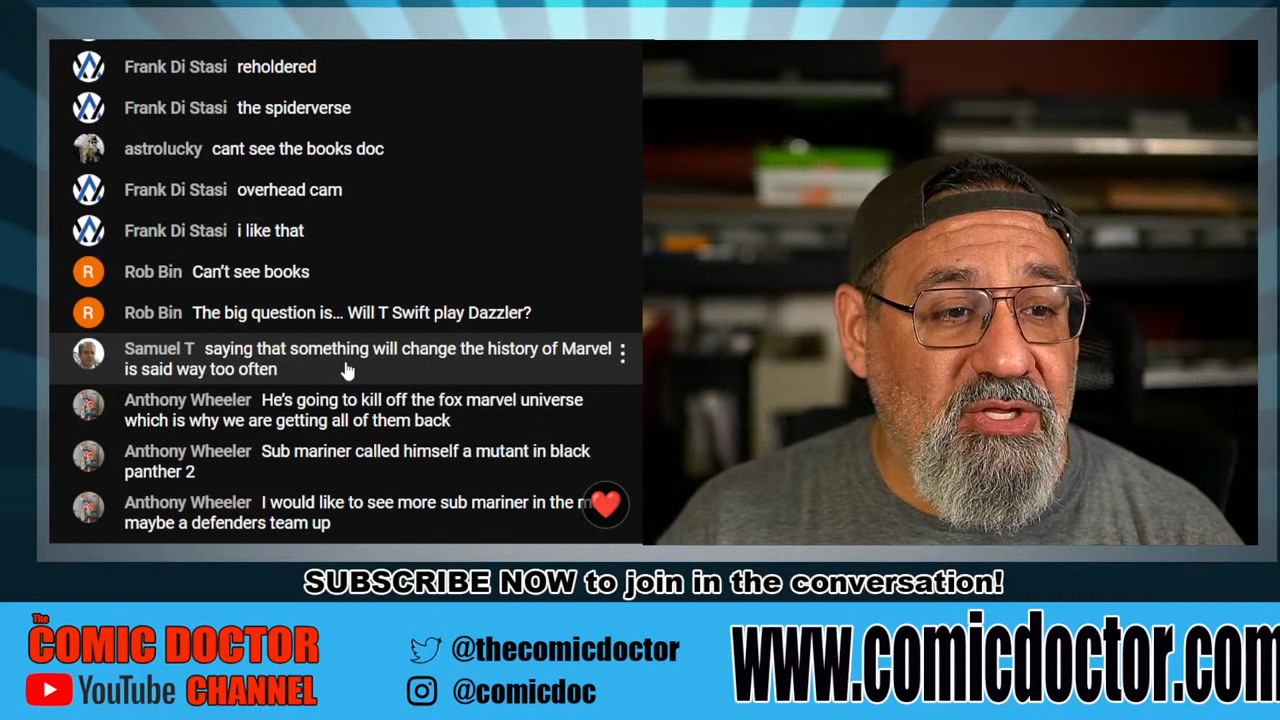 Frank Di Stasi reholdered
Frank Di Stasi the spiderverse
astrolucky cant see the books doc
Frank Di Stasi overhead cam
Frank Di Stasi i like that
R
Rob Bin Can't see books
R
Rob Bin The big question is... Will T Swift play Dazzler?
Samuel T saying that something will change the history of Marvel
is said way too often
Anthony Wheeler He's going to kill off the fox marvel universe
which is why we are getting all of them back
Anthony Wheeler Sub mariner called himself a mutant in black
panther 2
Anthony Wheeler I would like to see more sub mariner in the
maybe a defenders team up
SUBSCRIBE NOW to join in the conversation!
The
COMIC DOCTOR
YouTube CHANNEL
@thecomicdoctor
@comicdoc
www.comicdoctor.com